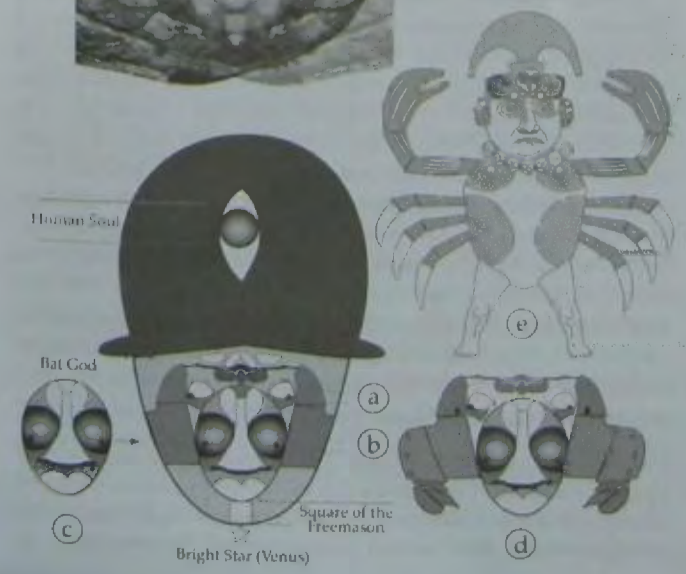 Human Soul
Bat God
a
b
c
Square of the
Freemason
Bright Star (Venus)
d
e